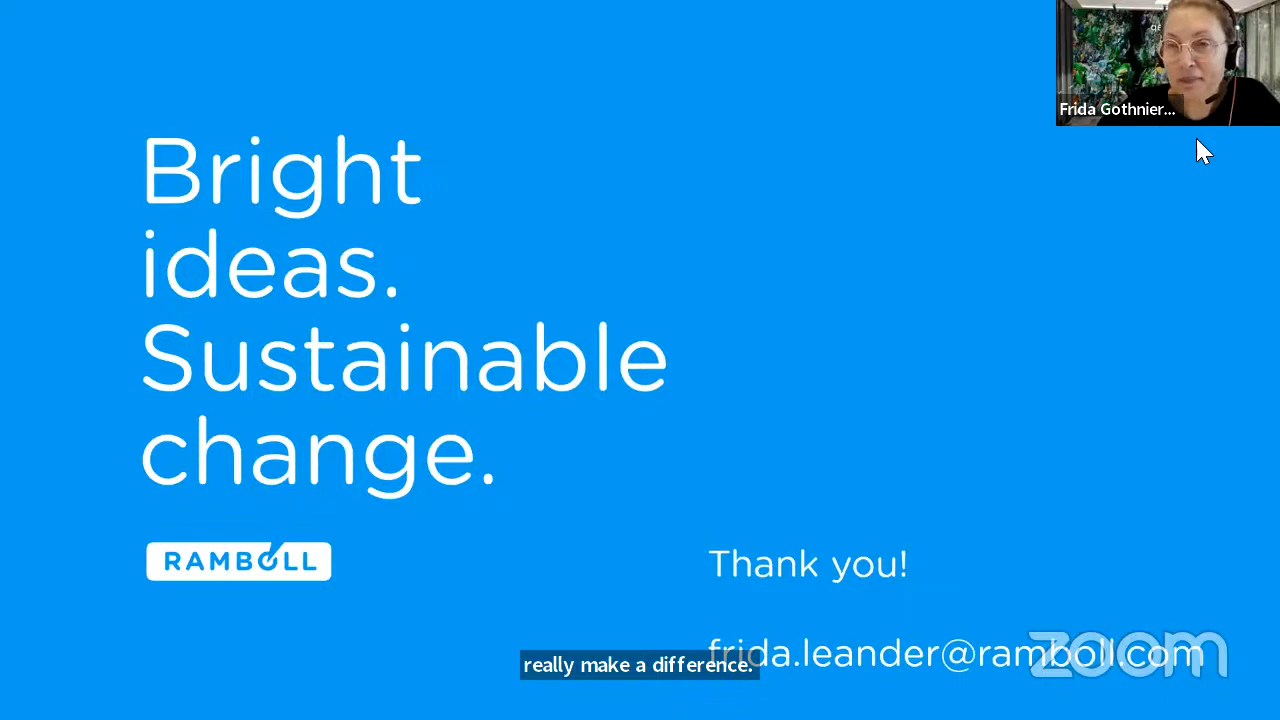 Frida Gothnier...
Bright
ideas.
Sustainable
change.
RAMBOLL
Thank you!
frida.leander@ramboll.com
zoom
really make a difference.